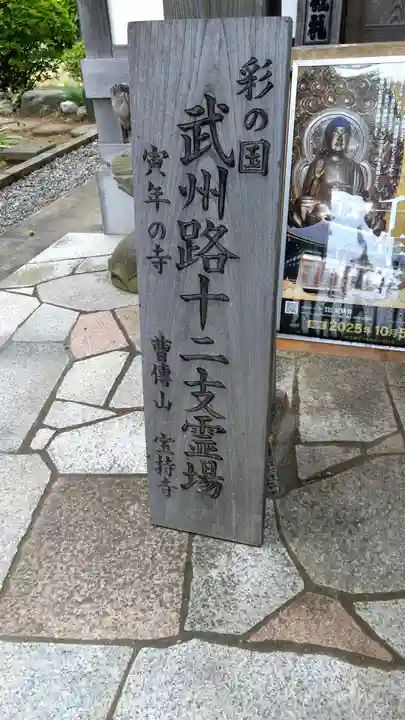 彩の国
武州路十二支霊場
寅年の寺 曹傳山 宝持寺
2025年10月5